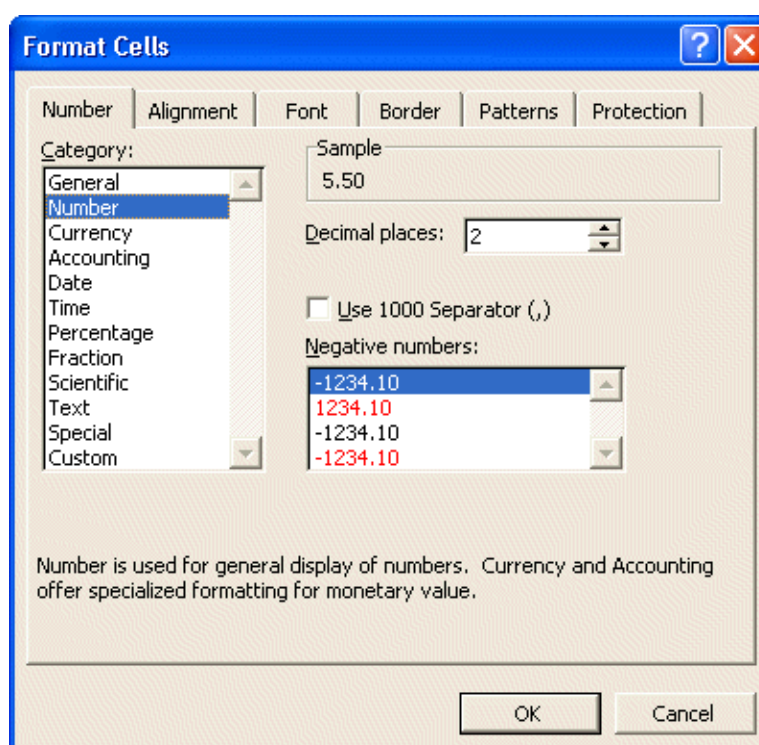 Format Cells
Number
Alignment
Font
Border
Patterns
Protection
Category:
General
Number
Currency
Accounting
Date
Time
Percentage
Fraction
Scientific
Text
Special
Custom
Sample
5.50
Decimal places: 2
Use 1000 Separator (,)
Negative numbers:
-1234.10
1234.10
-1234.10
-1234.10
Number is used for general display of numbers. Currency and Accounting
offer specialized formatting for monetary value.
OK
Cancel